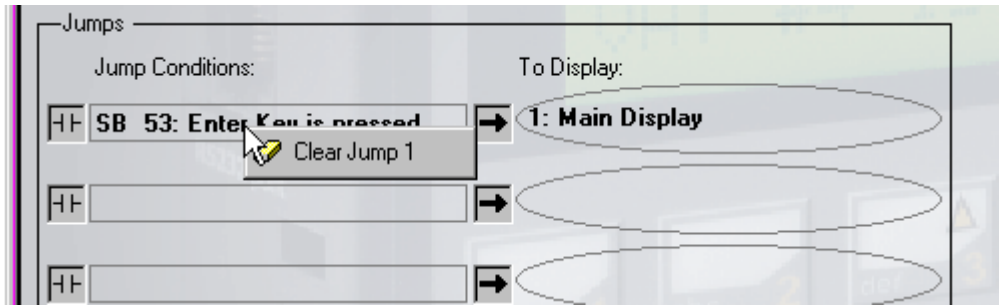 Jumps
Jump Conditions: To Display:
SB 53: Enter Key is pressed 1: Main Display
Clear Jump 1